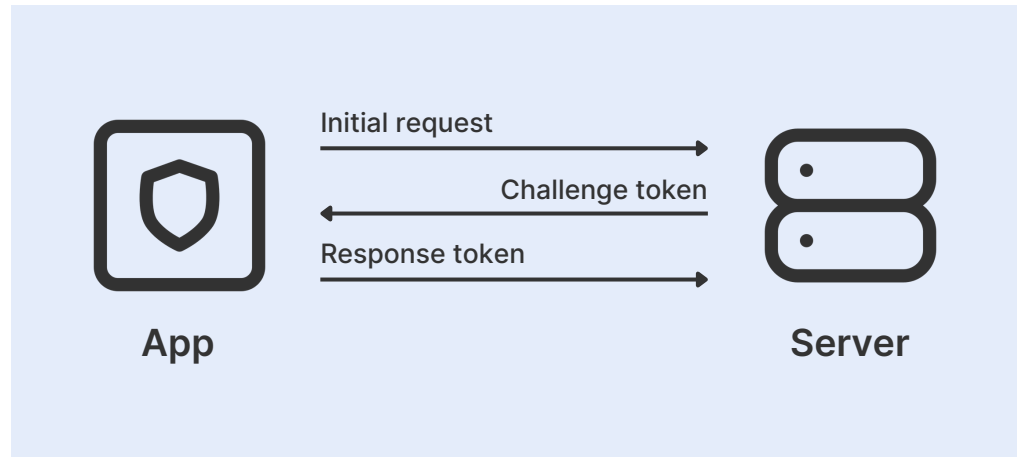 Initial request
Challenge token
Response token
App
Server